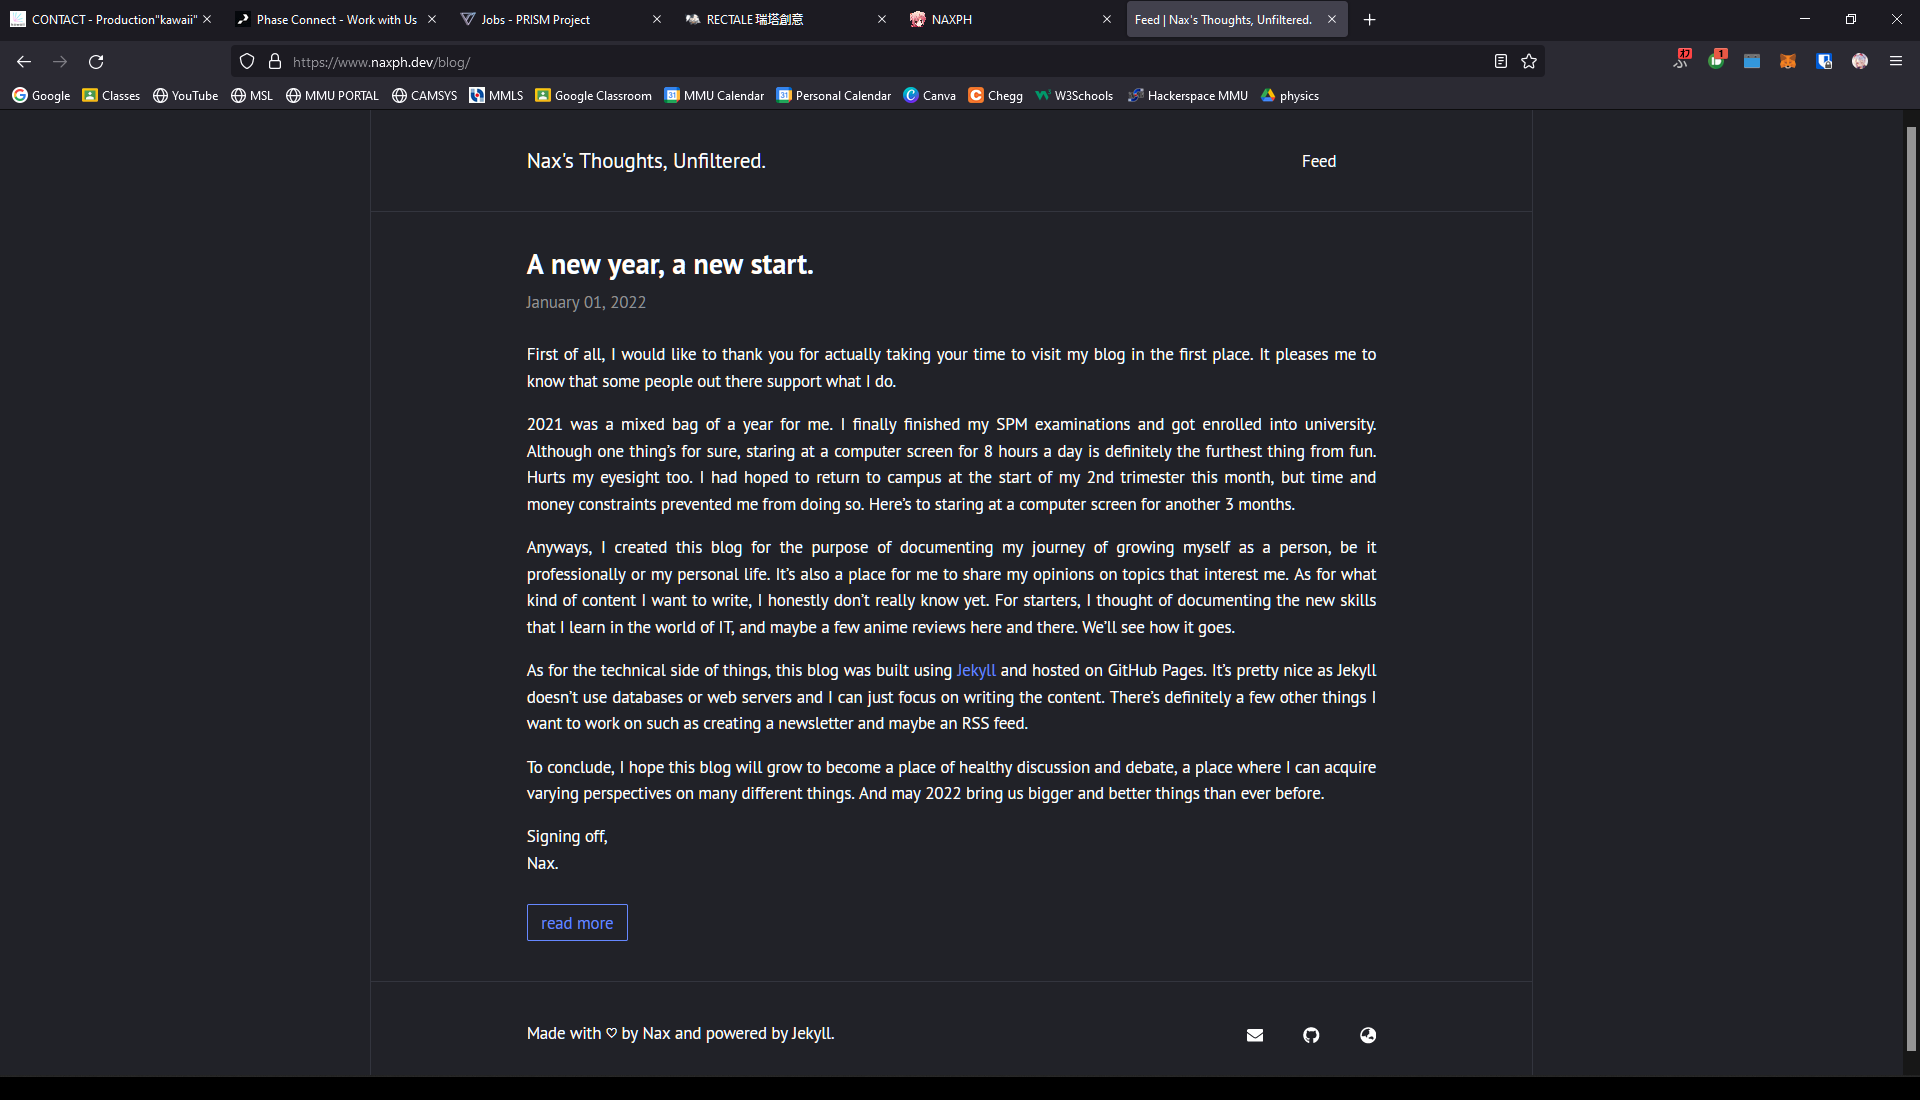 CONTACT - Production"kawaii"
Phase Connect - Work with Us
Jobs - PRISM Project
RECTALE 瑞塔創意
NAXPH
Feed | Nax's Thoughts, Unfiltered.
https://www.naxph.dev/blog/
1
Google
Classes
YouTube
MSL
MMU PORTAL
CAMSYS
MMLS
Google Classroom
MMU Calendar
Personal Calendar
Canva
Chegg
W3Schools
Hackerspace MMU
physics
Nax's Thoughts, Unfiltered.
Feed
A new year, a new start.
January 01, 2022
First of all, I would like to thank you for actually taking your time to visit my blog in the first place. It pleases me to
know that some people out there support what I do.
2021 was a mixed bag of a year for me. I finally finished my SPM examinations and got enrolled into university.
Although one thing’s for sure, staring at a computer screen for 8 hours a day is definitely the furthest thing from fun.
Hurts my eyesight too. I had hoped to return to campus at the start of my 2nd trimester this month, but time and
money constraints prevented me from doing so. Here’s to staring at a computer screen for another 3 months.
Anyways, I created this blog for the purpose of documenting my journey of growing myself as a person, be it
professionally or my personal life. It’s also a place for me to share my opinions on topics that interest me. As for what
kind of content I want to write, I honestly don’t really know yet. For starters, I thought of documenting the new skills
that I learn in the world of IT, and maybe a few anime reviews here and there. We’ll see how it goes.
As for the technical side of things, this blog was built using Jekyll and hosted on GitHub Pages. It’s pretty nice as Jekyll
doesn’t use databases or web servers and I can just focus on writing the content. There’s definitely a few other things I
want to work on such as creating a newsletter and maybe an RSS feed.
To conclude, I hope this blog will grow to become a place of healthy discussion and debate, a place where I can acquire
varying perspectives on many different things. And may 2022 bring us bigger and better things than ever before.
Signing off,
Nax.
read more
Made with ♡ by Nax and powered by Jekyll.